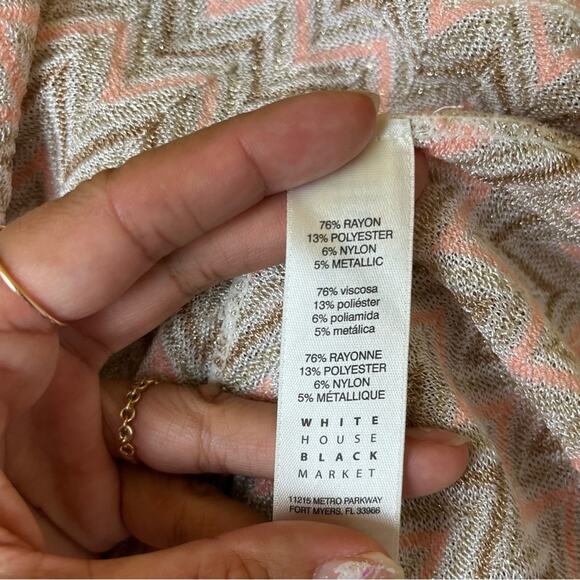 76% RAYON
13% POLYESTER
6% NYLON
5% METALLIC
76% viscosa
13% poliéster
6% poliamida
5% metálica
76% RAYONNE
13% POLYESTER
6% NYLON
5% MÉTALLIQUE
WHITE
HOUSE
BLACK
MARKET
11215 METRO PARKWAY
FORT MYERS, FL 33966